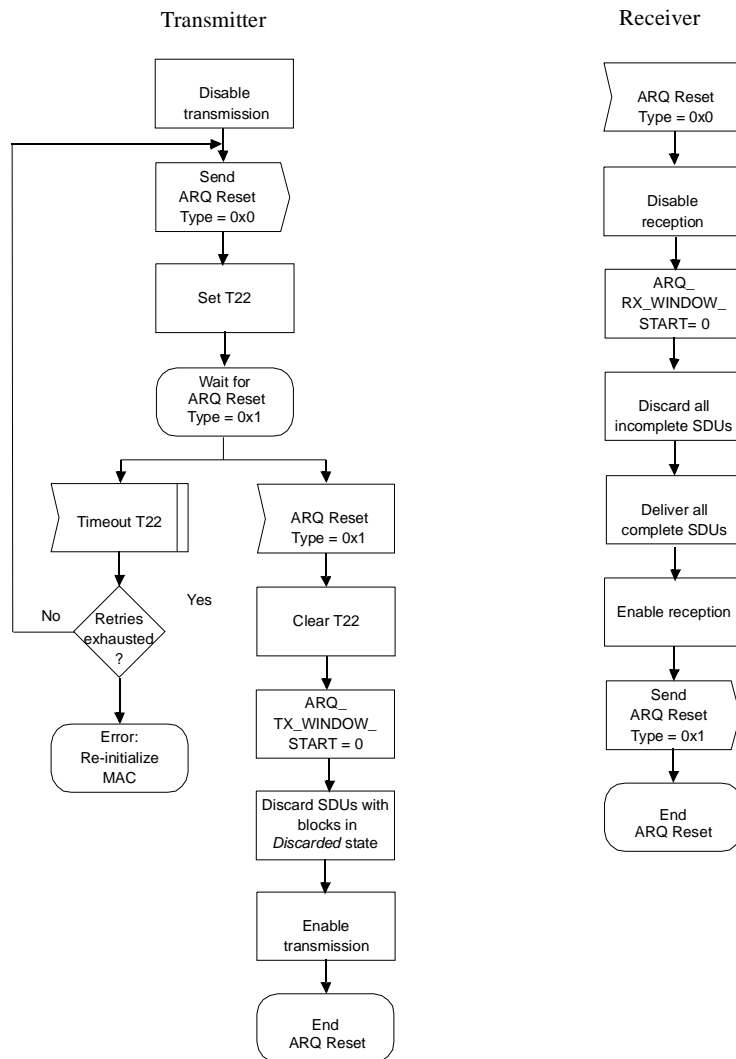 Transmitter
Disable
transmission
Send
ARQ Reset
Type = 0x0
Set T22
Wait for
ARQ Reset
Type = 0x1
Timeout T22
No
Retries
exhausted
?
Yes
Error:
Re-initialize
MAC
ARQ Reset
Type = 0x1
Clear T22
ARQ_
TX_WINDOW_
START = 0
Discard SDUs with
blocks in
Discarded state
Enable
transmission
End
ARQ Reset
Receiver
ARQ Reset
Type = 0x0
Disable
reception
ARQ_
RX_WINDOW_
START= 0
Discard all
incomplete SDUs
Deliver all
complete SDUs
Enable reception
Send
ARQ Reset
Type = 0x1
End
ARQ Reset